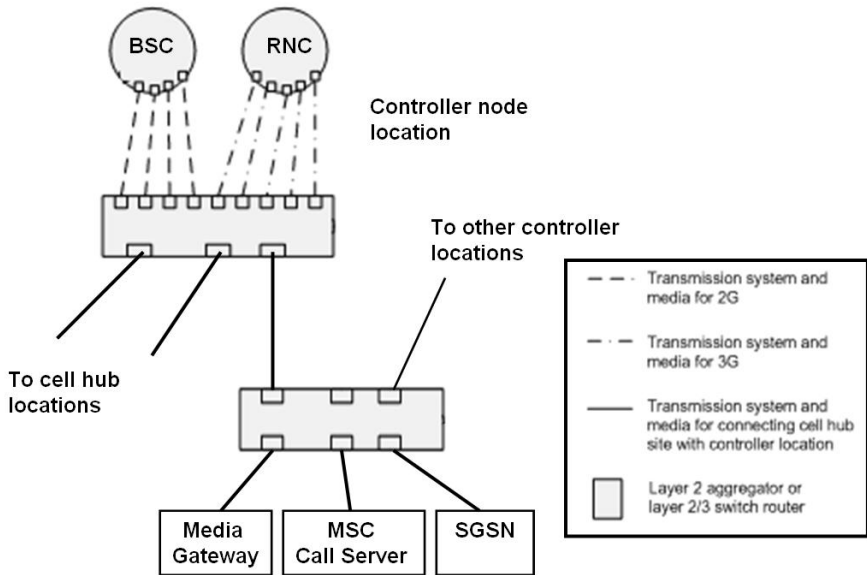 BSC
RNC
Controller node
location
To other controller
locations
To cell hub
locations
Transmission system and
media for 2G
Transmission system and
media for 3G
Transmission system and
media for connecting cell hub
site with controller location
Layer 2 aggregator or
layer 2/3 switch router
Media
Gateway
MSC
Call Server
SGSN